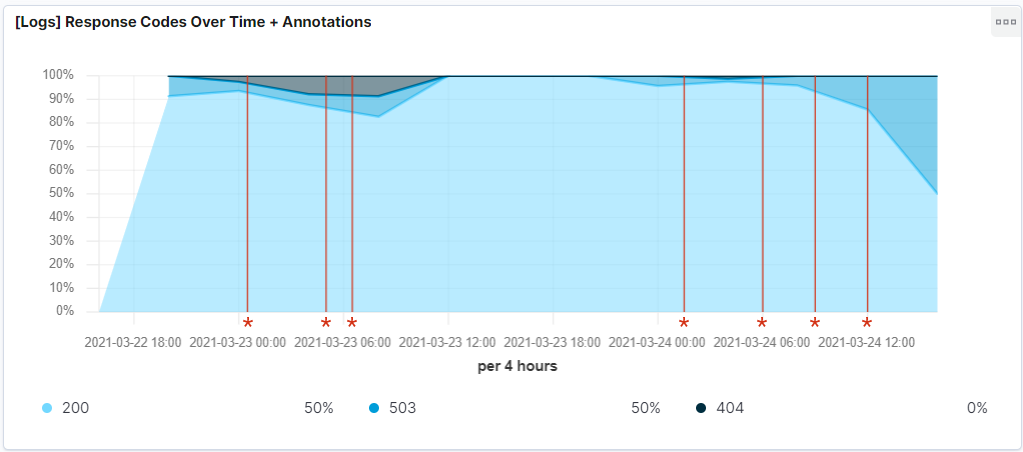 [Logs] Response Codes Over Time + Annotations
100%
90%
80%
70%
60%
50%
40%
30%
20%
10%
0%
2021-03-22 18:00 2021-03-23 00:00 2021-03-23 06:00 2021-03-23 12:00 2021-03-23 18:00 2021-03-24 00:00 2021-03-24 06:00 2021-03-24 12:00
per 4 hours
200 50% 503 50% 404 0%